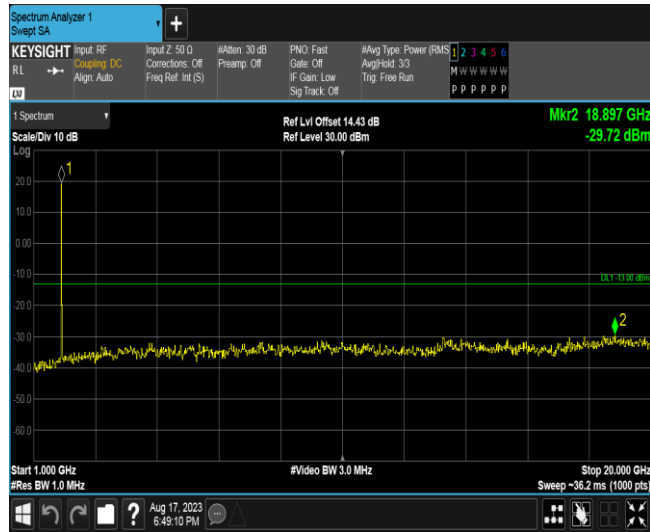 Spectrum Analyzer 1
Swept SA
KEYSIGHT
RL
LXI
Input: RF
Coupling: DC
Align: Auto
Input Z: 50 Ω
Corrections: Off
Freq Ref: Int (S)
#Atten: 30 dB
Preamp: Off
PNO: Fast
Gate: Off
IF Gain: Low
Sig Track: Off
#Avg Type: Power (RMS
Avg|Hold: 3/3
Trig: Free Run
1 2 3 4 5 6
M W W W W W
P P P P P P
1 Spectrum
Scale/Div 10 dB
Log
Ref Lvl Offset 14.43 dB
Ref Level 30.00 dBm
Mkr2 18.897 GHz
-29.72 dBm
1
20.0
10.0
0.00
-10.0
DL1 -13.00 dBm
-20.0
2
-30.0
-40.0
-50.0
-60.0
Start 1.000 GHz
#Video BW 3.0 MHz
Stop 20.000 GHz
#Res BW 1.0 MHz
Sweep ~36.2 ms (1000 pts)
?
Aug 17, 2023
6:49:10 PM